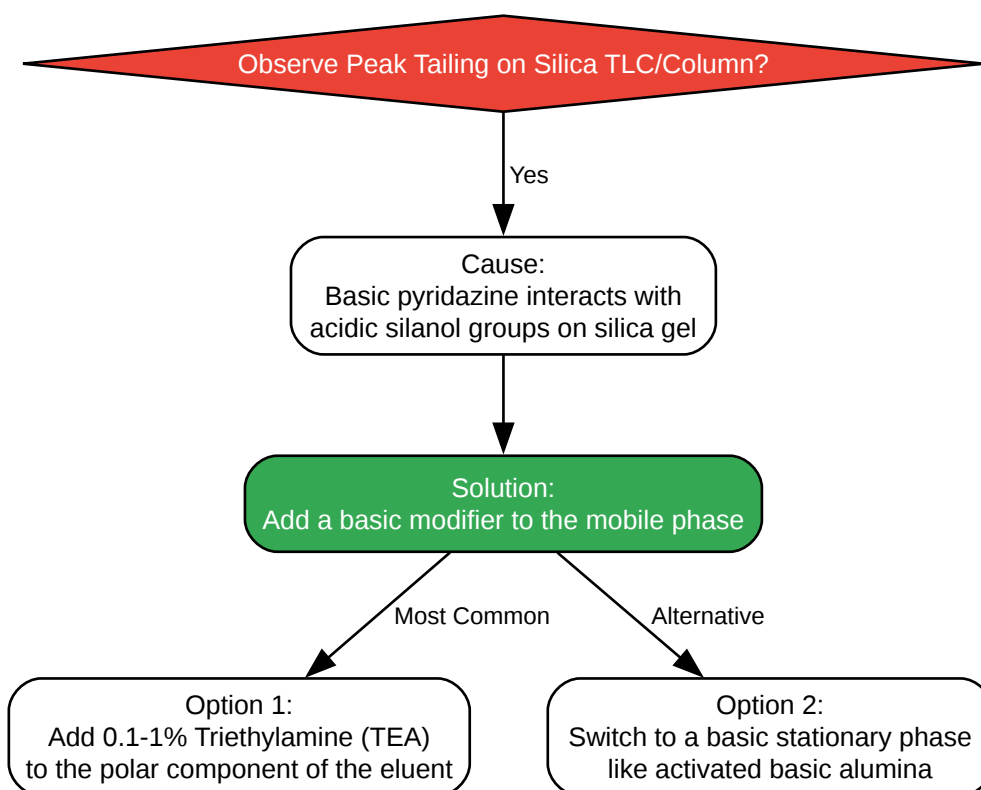 Observe Peak Tailing on Silica TLC/Column?
Yes
Cause:
Basic pyridazine interacts with
acidic silanol groups on silica gel
Solution:
Add a basic modifier to the mobile phase
Most Common
Alternative
Option 1:
Add 0.1-1% Triethylamine (TEA)
to the polar component of the eluent
Option 2:
Switch to a basic stationary phase
like activated basic alumina